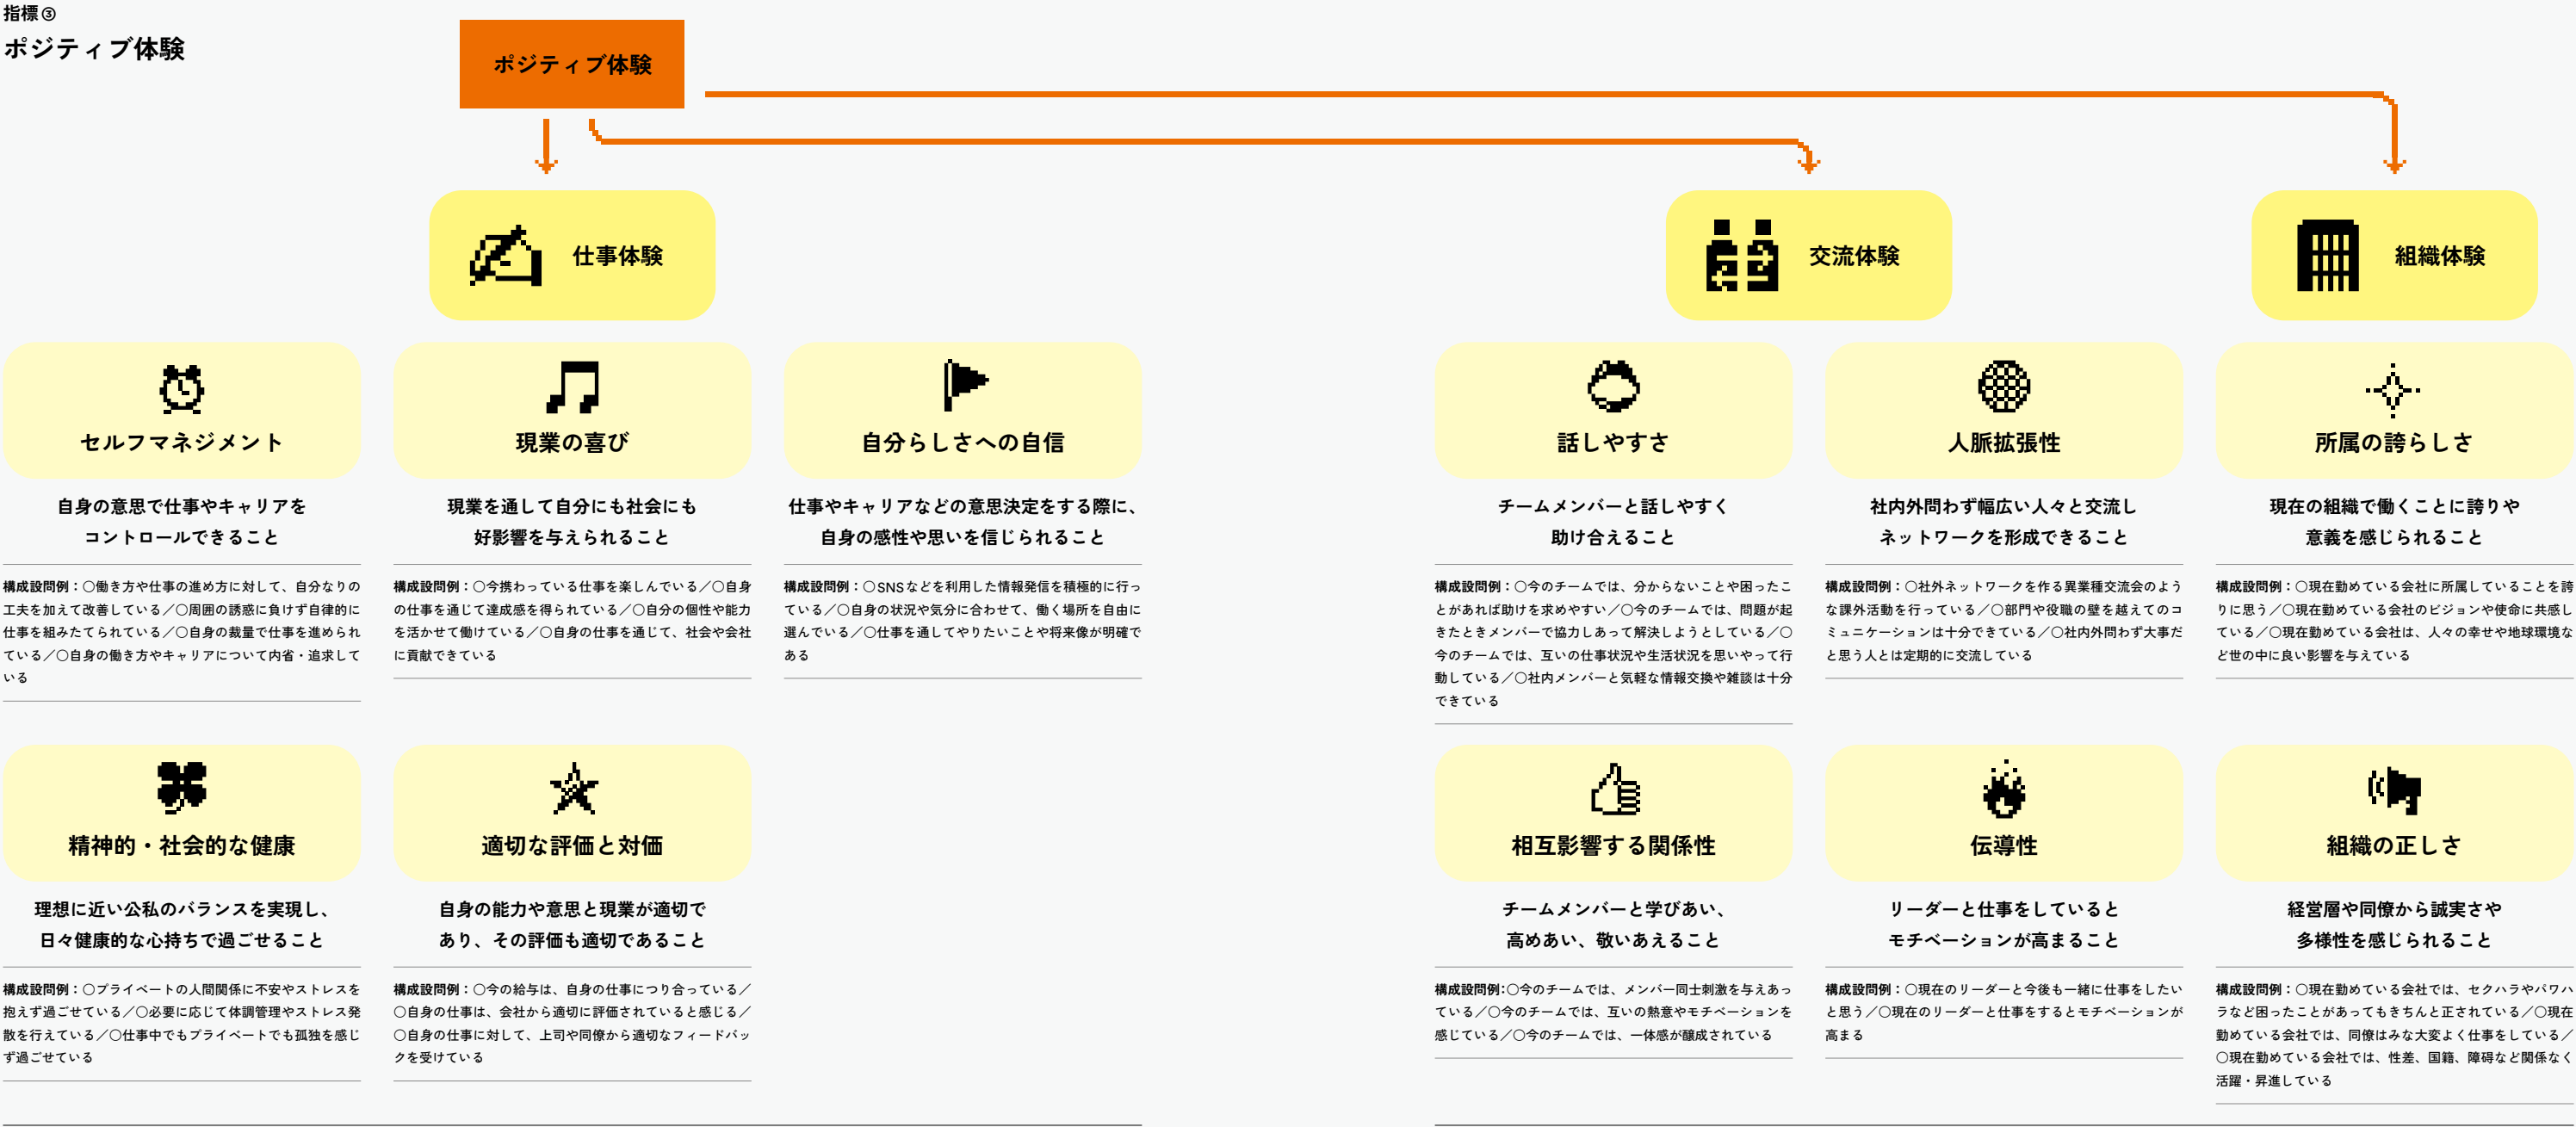 指標③
ポジティブ体験
ポジティブ体験
仕事体験
交流体験
組織体験
セルフマネジメント
自身の意思で仕事やキャリアを
コントロールできること
構成設問例：〇働き方や仕事の進め方に対して、自分なりの
工夫を加えて改善している／〇周囲の誘惑に負けず自律的に
仕事を組みたてられている／〇自身の裁量で仕事を進められ
ている／〇自身の働き方やキャリアについて内省・追求して
いる
現業の喜び
現業を通して自分にも社会にも
好影響を与えられること
構成設問例：〇今携わっている仕事を楽しんでいる／〇自身
の仕事を通じて達成感を得られている／〇自分の個性や能力
を活かせて働けている／〇自身の仕事を通じて、社会や会社
に貢献できている
自分らしさへの自信
仕事やキャリアなどの意思決定をする際に、
自身の感性や思いを信じられること
構成設問例：〇SNSなどを利用した情報発信を積極的に行っ
ている／〇自身の状況や気分に合わせて、働く場所を自由に
選んでいる／〇仕事を通してやりたいことや将来像が明確で
ある
話しやすさ
チームメンバーと話しやすく
助け合えること
構成設問例：〇今のチームでは、分からないことや困ったこ
とがあれば助けを求めやすい／〇今のチームでは、問題が起
きたときメンバーで協力しあって解決しようとしている／〇
今のチームでは、互いの仕事状況や生活状況を思いやって行
動している／〇社内メンバーと気軽な情報交換や雑談は十分
できている
人脈拡張性
社内外問わず幅広い人々と交流し
ネットワークを形成できること
構成設問例：〇社外ネットワークを作る異業種交流会のよう
な課外活動を行っている／〇部門や役職の壁を越えてのコ
ミュニケーションは十分できている／〇社内外問わず大事だ
と思う人とは定期的に交流している
所属の誇らしさ
現在の組織で働くことに誇りや
意義を感じられること
構成設問例：〇現在勤めている会社に所属していることを誇
りに思う／〇現在勤めている会社のビジョンや使命に共感し
ている／〇現在勤めている会社は、人々の幸せや地球環境な
ど世の中に良い影響を与えている
精神的・社会的な健康
理想に近い公私のバランスを実現し、
日々健康的な心持ちで過ごせること
構成設問例：〇プライベートの人間関係に不安やストレスを
抱えず過ごせている／〇必要に応じて体調管理やストレス発
散を行えている／〇仕事中でもプライベートでも孤独を感じ
ず過ごせている
適切な評価と対価
自身の能力や意思と現業が適切で
あり、その評価も適切であること
構成設問例：〇今の給与は、自身の仕事につり合っている／
〇自身の仕事は、会社から適切に評価されていると感じる／
〇自身の仕事に対して、上司や同僚から適切なフィードバッ
クを受けている
相互影響する関係性
チームメンバーと学びあい、
高めあい、敬いあえること
構成設問例：〇今のチームでは、メンバー同士刺激を与えあっ
ている／〇今のチームでは、互いの熱意やモチベーションを
感じている／〇今のチームでは、一体感が醸成されている
伝導性
リーダーと仕事をしていると
モチベーションが高まること
構成設問例：〇現在のリーダーと今後も一緒に仕事をしたい
と思う／〇現在のリーダーと仕事をするとモチベーションが
高まる
組織の正しさ
経営層や同僚から誠実さや
多様性を感じられること
構成設問例：〇現在勤めている会社では、セクハラやパワハ
ラなど困ったことがあってもきちんと正されている／〇現在
勤めている会社では、同僚はみな大変よく仕事をしている／
〇現在勤めている会社では、性差、国籍、障碍など関係なく
活躍・昇進している